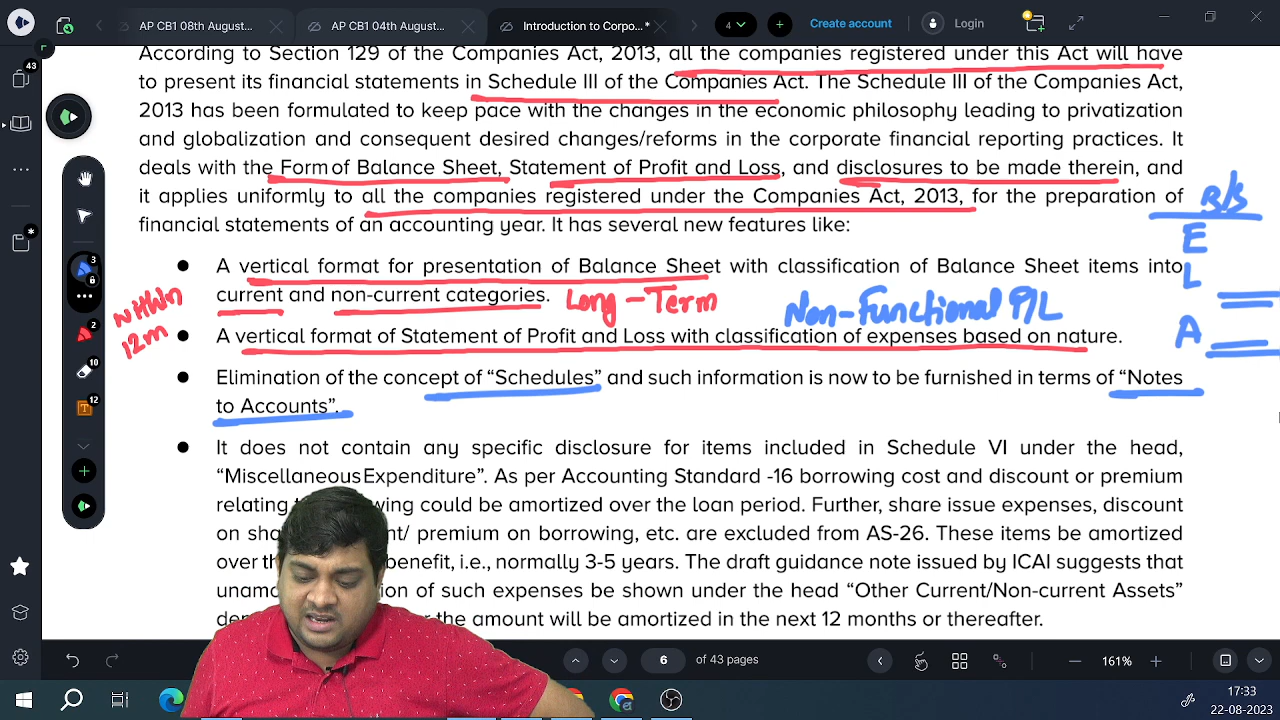 AP CB1 08th August...
AP CB1 04th August...
Introduction to Corpo... *
4
Create account
Login
43
According to Section 129 of the Companies Act, 2013, all the companies registered under this Act will have
to present its financial statements in Schedule III of the Companies Act. The Schedule III of the Companies Act,
2013 has been formulated to keep pace with the changes in the economic philosophy leading to privatization
and globalization and consequent desired changes/reforms in the corporate financial reporting practices. It
deals with the Form of Balance Sheet, Statement of Profit and Loss, and disclosures to be made therein, and
it applies uniformly to all the companies registered under the Companies Act, 2013, for the preparation of
financial statements of an accounting year. It has several new features like:
B/S
E
L
A
● A vertical format for presentation of Balance Sheet with classification of Balance Sheet items into
current and non-current categories.
Long-Term
Non-Functional P/L
within
12m
● A vertical format of Statement of Profit and Loss with classification of expenses based on nature.
● Elimination of the concept of “Schedules” and such information is now to be furnished in terms of “Notes
to Accounts”.
● It does not contain any specific disclosure for items included in Schedule VI under the head,
“Miscellaneous Expenditure”. As per Accounting Standard -16 borrowing cost and discount or premium
relating wing could be amortized over the loan period. Further, share issue expenses, discount
on sha nt/ premium on borrowing, etc. are excluded from AS-26. These items be amortized
over th benefit, i.e., normally 3-5 years. The draft guidance note issued by ICAI suggests that
unamo ion of such expenses be shown under the head “Other Current/Non-current Assets”
de the amount will be amortized in the next 12 months or thereafter.
3
2
10
12
6 of 43 pages
161%
17:33
22-08-2023